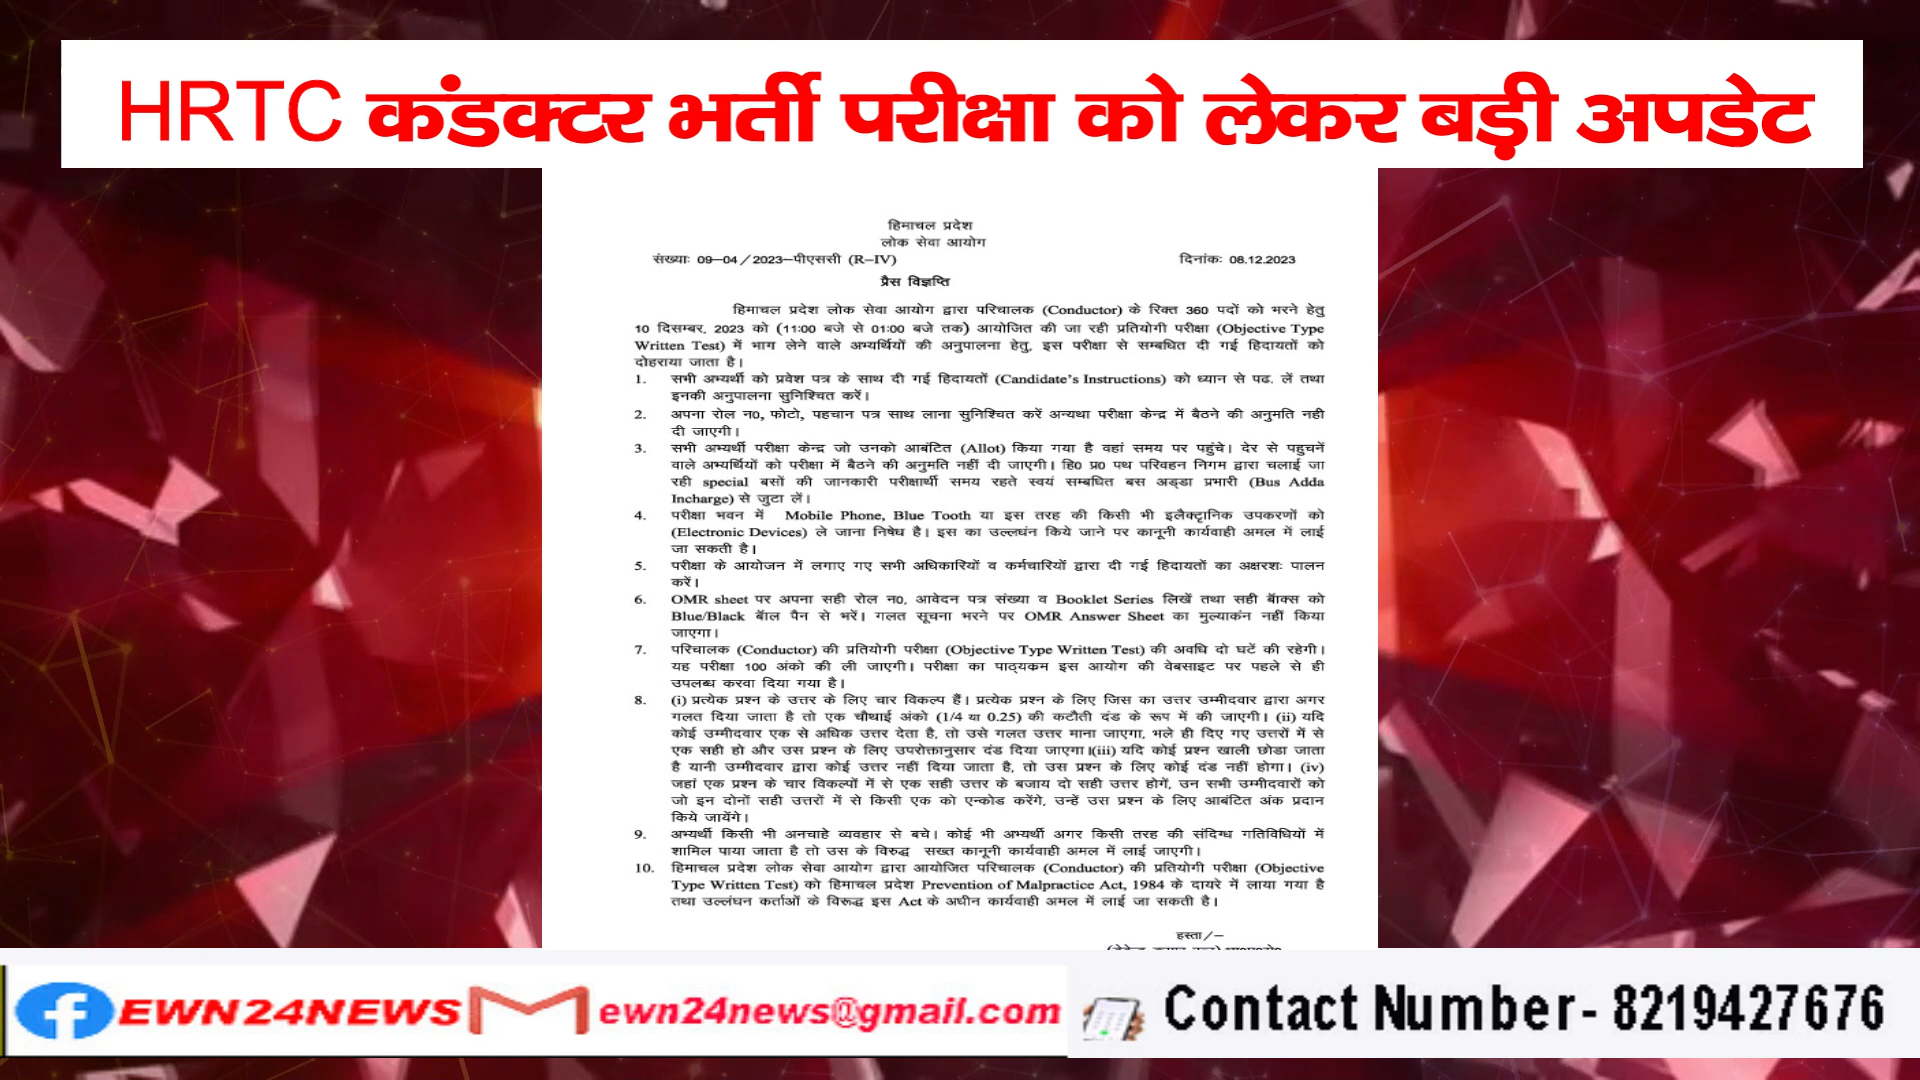 HRTC कंडक्टर भर्ती परीक्षा को लेकर बड़ी अपडेट
हिमाचल प्रदेश
लोक सेवा आयोग
संख्याः 09–04/2023–पीएससी (R–IV) दिनांकः 08.12.2023
प्रैस विज्ञप्ति
हिमाचल प्रदेश लोक सेवा आयोग द्वारा परिचालक (Conductor) के रिक्त 360 पदों को भरने हेतु
10 दिसम्बर, 2023 को (11:00 बजे से 01:00 बजे तक) आयोजित की जा रही प्रतियोगी परीक्षा (Objective Type
Written Test) में भाग लेने वाले अभ्यर्थियों की अनुपालना हेतु, इस परीक्षा से सम्बधित दी गई हिदायतों को
दोहराया जाता है।
1. सभी अभ्यर्थी को प्रवेश पत्र के साथ दी गई हिदायतों (Candidate's Instructions) को ध्यान से पढ. लें तथा
इनकी अनुपालना सुनिश्चित करें।
2. अपना रोल न0, फोटो, पहचान पत्र साथ लाना सुनिश्चित करें अन्यथा परीक्षा केन्द्र में बैठने की अनुमति नही
दी जाएगी।
3. सभी अभ्यर्थी परीक्षा केन्द्र जो उनको आबंटित (Allot) किया गया है वहां समय पर पहुंचे। देर से पहुचनें
वाले अभ्यर्थियों को परीक्षा में बैठने की अनुमति नहीं दी जाएगी। हि0 प्र0 पथ परिवहन निगम द्वारा चलाई जा
रही special बसों की जानकारी परीक्षार्थी समय रहते स्वयं सम्बधित बस अड्डा प्रभारी (Bus Adda
Incharge) से जुटा लें।
4. परीक्षा भवन में Mobile Phone, Blue Tooth या इस तरह की किसी भी इलैक्ट्रानिक उपकरणों को
(Electronic Devices) ले जाना निषेध है। इस का उल्लघंन किये जाने पर कानूनी कार्यवाही अमल में लाई
जा सकती है।
5. परीक्षा के आयोजन में लगाए गए सभी अधिकारियों व कर्मचारियों द्वारा दी गई हिदायतों का अक्षरशः पालन
करें।
6. OMR sheet पर अपना सही रोल न0, आवेदन पत्र संख्या व Booklet Series लिखें तथा सही बॅाक्स को
Blue/Black बॅाल पैन से भरें। गलत सूचना भरने पर OMR Answer Sheet का मुल्याकंन नहीं किया
जाएगा।
7. परिचालक (Conductor) की प्रतियोगी परीक्षा (Objective Type Written Test) की अवधि दो घटें की रहेगी।
यह परीक्षा 100 अंको की ली जाएगी। परीक्षा का पाठ्यकम इस आयोग की वेबसाइट पर पहले से ही
उपलब्ध करवा दिया गया है।
8. (i) प्रत्येक प्रश्न के उत्तर के लिए चार विकल्प हैं। प्रत्येक प्रश्न के लिए जिस का उत्तर उम्मीदवार द्वारा अगर
गलत दिया जाता है तो एक चौथाई अंको (1/4 या 0.25) की कटौती दंड के रूप में की जाएगी। (ii) यदि
कोई उम्मीदवार एक से अधिक उत्तर देता है, तो उसे गलत उत्तर माना जाएगा, भले ही दिए गए उत्तरों में से
एक सही हो और उस प्रश्न के लिए उपरोक्तानुसार दंड दिया जाएगा।(iii) यदि कोई प्रश्न खाली छोडा जाता
है यानी उम्मीदवार द्वारा कोई उत्तर नहीं दिया जाता है, तो उस प्रश्न के लिए कोई दंड नहीं होगा। (iv)
जहां एक प्रश्न के चार विकल्पों में से एक सही उत्तर के बजाय दो सही उत्तर होगें, उन सभी उम्मीदवारों को
जो इन दोनों सही उत्तरों में से किसी एक को एन्कोड करेंगे, उन्हें उस प्रश्न के लिए आबंटित अंक प्रदान
किये जायेंगे।
9. अभ्यर्थी किसी भी अनचाहे व्यवहार से बचे। कोई भी अभ्यर्थी अगर किसी तरह की संदिग्ध गतिविधियों में
शामिल पाया जाता है तो उस के विरुद्ध सख्त कानूनी कार्यवाही अमल में लाई जाएगी।
10. हिमाचल प्रदेश लोक सेवा आयोग द्वारा आयोजित परिचालक (Conductor) की प्रतियोगी परीक्षा (Objective
Type Written Test) को हिमाचल प्रदेश Prevention of Malpractice Act, 1984 के दायरे में लाया गया है
तथा उल्लंघन कर्ताओं के विरूद्ध इस Act के अधीन कार्यवाही अमल में लाई जा सकती है।
हस्ता/–
EWN24NEWS ewn24news@gmail.com Contact Number- 8219427676